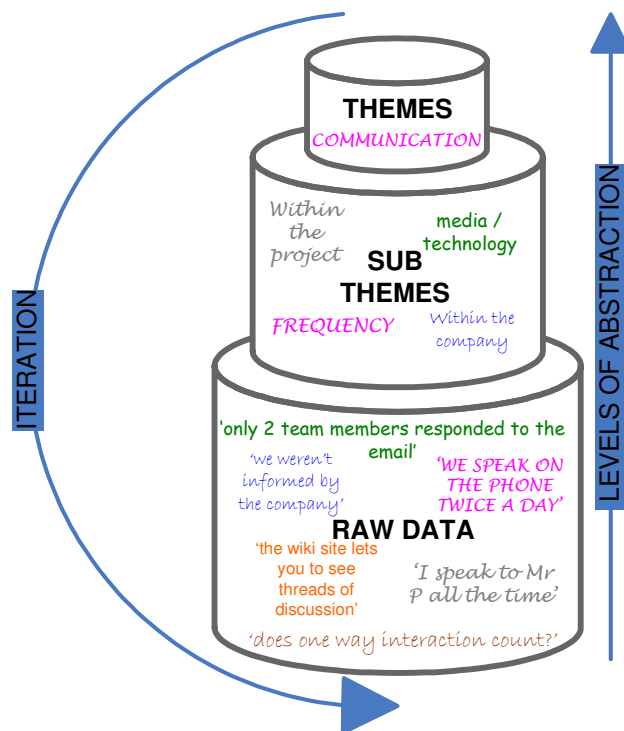 THEMES
COMMUNICATION
Within
the
project
media /
technology
SUB
THEMES
FREQUENCY
Within the
company
'only 2 team members responded to the
email'
'we weren't
informed by
the company'
'WE SPEAK ON
THE PHONE
TWICE A DAY'
RAW DATA
'the wiki site lets
you to see
threads of
discussion'
'I speak to Mr
P all the time'
'does one way interaction count?'
ITERATION
LEVELS OF ABSTRACTION